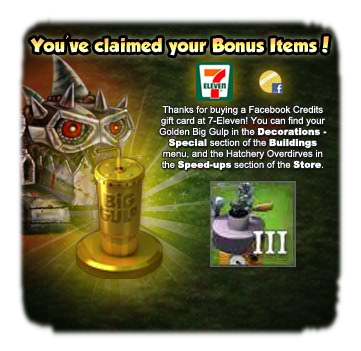 You've claimed your Bonus Items!
7
ELEVEN
f
Thanks for buying a Facebook Credits
gift card at 7-Eleven! You can find your
Golden Big Gulp in the Decorations -
Special section of the Buildings
menu, and the Hatchery Overdrives in
the Speed-ups section of the Store.
BIG
GULP
III